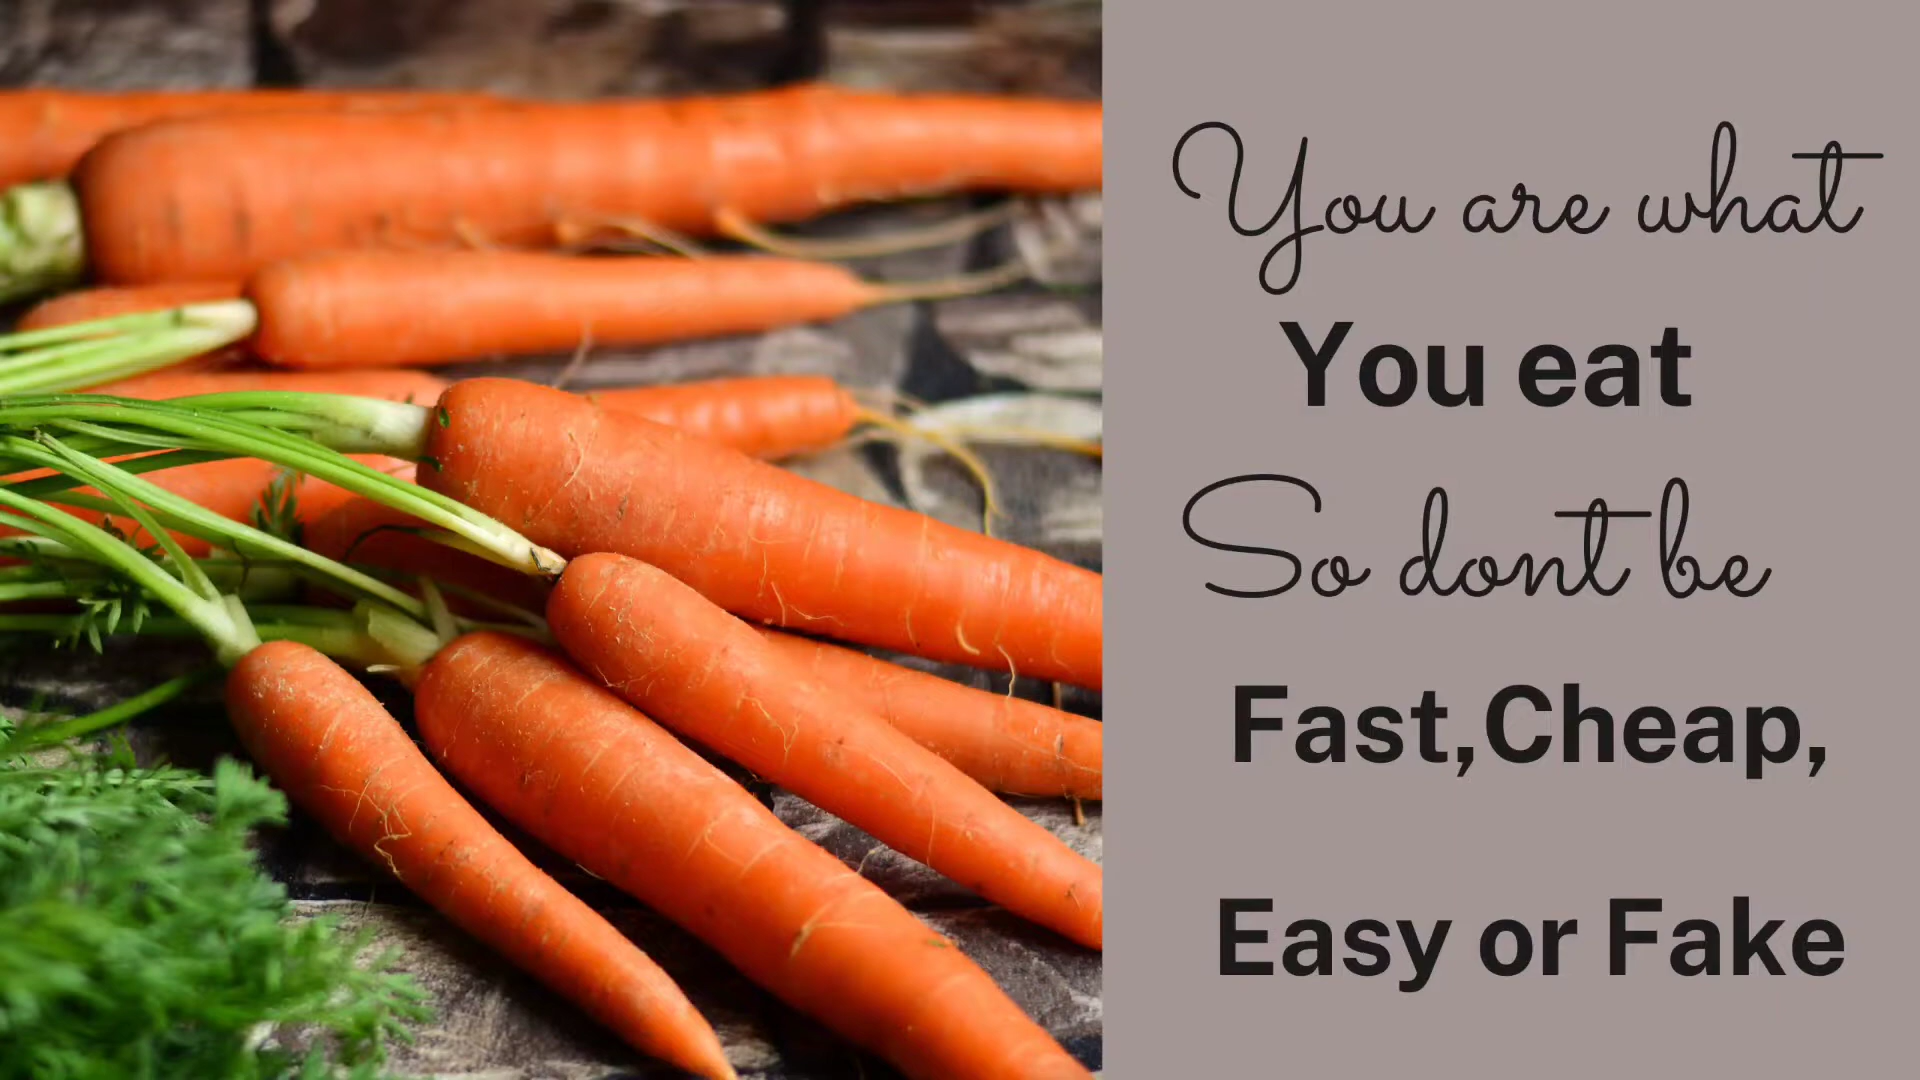 You are what
You eat
So dont be
Fast,Cheap,
Easy or Fake